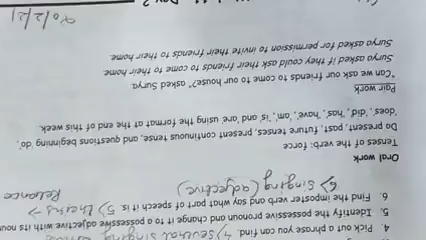 4. Pick out a phrase you can find. 4) Several singing
5. Identify the possessive pronoun and change it to a possessive adjective with its noun
6. Find the imposter verb and say what part of speech it is 5) theirs →
6) Singing (adjective)
Oral work
Tenses of the verb: force
Do present, post, future tenses, present continuous tense, and questions beginning 'do',
'does', 'did', 'has', 'have', 'am', 'is' and 'are' using the format at the end of this week.
Pair work
"Can we ask our friends to come to our house?" asked Surya.
Surya asked if they could ask their friends to come to their home.
Surya asked for permission to invite their friends to their home.